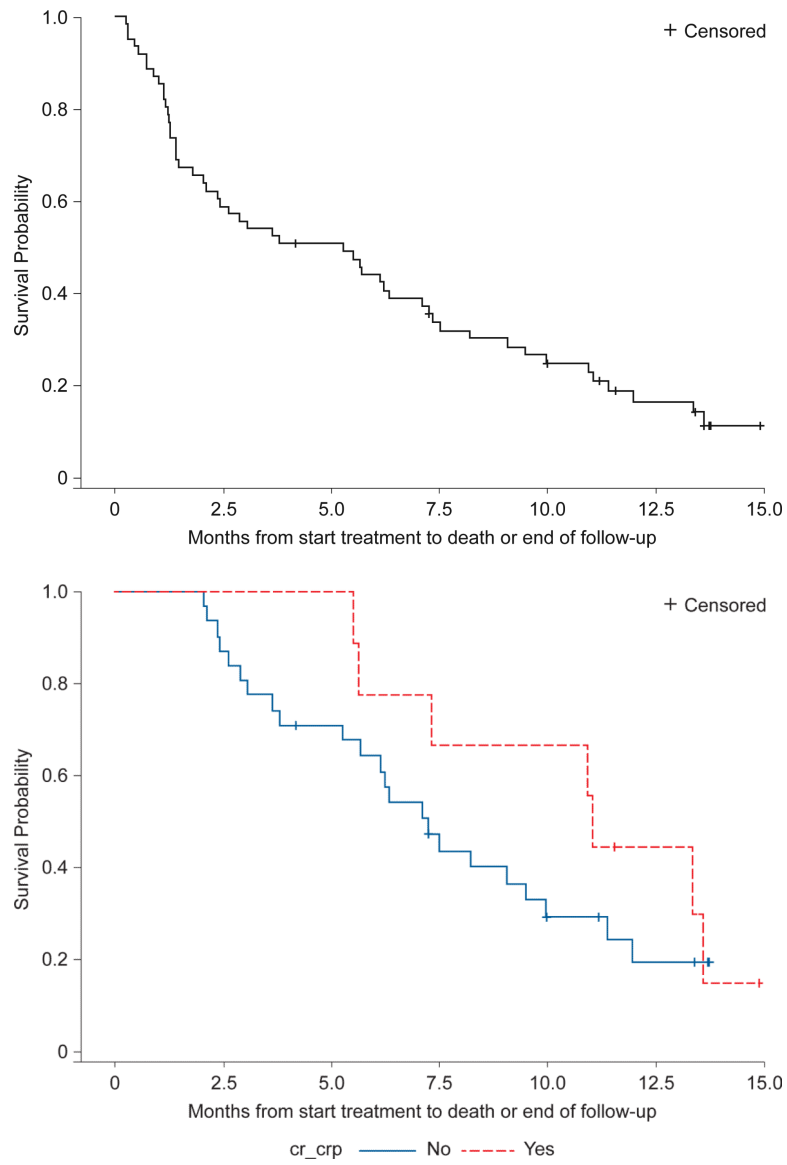 1.0
+ Censored
0.8
0.6
0.4
0.2
0
Survival Probability
0 2.5 5.0 7.5 10.0 12.5 15.0
Months from start treatment to death or end of follow-up
1.0
+ Censored
0.8
0.6
0.4
0.2
0
Survival Probability
0 2.5 5.0 7.5 10.0 12.5 15.0
Months from start treatment to death or end of follow-up
cr_crp No Yes